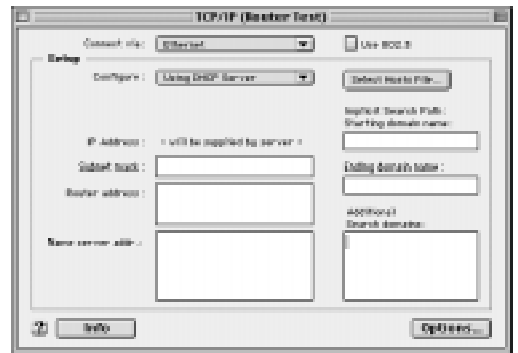 TCP/IP (Router Test)
Connect via: Ethernet
Use 802.3
Setup
Configure: Using DHCP Server
Select Hosts File...
Implicit Search Path:
Starting domain name:
IP Address: < will be supplied by server >
Subnet mask:
Ending domain name:
Router address:
Additional
Search domains:
Name server addr.:
? Info
Options...